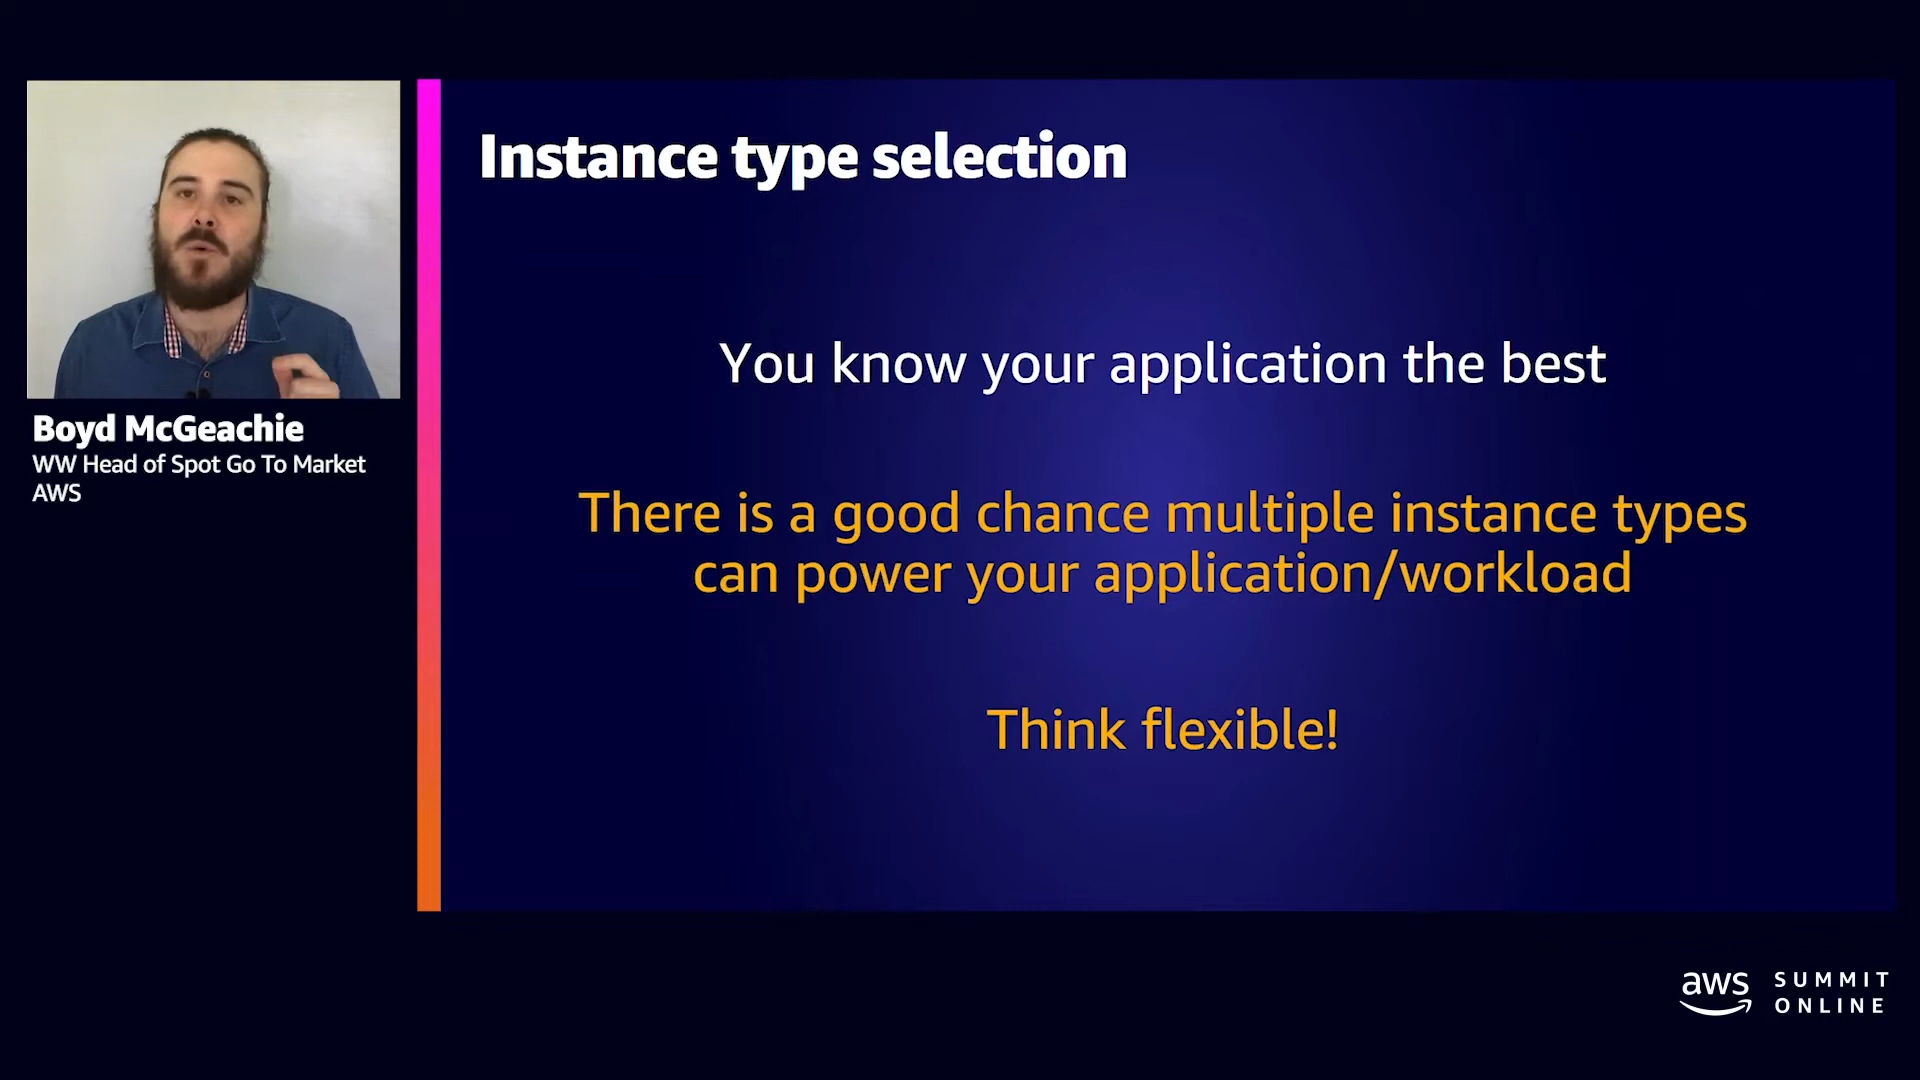 Instance type selection
You know your application the best
There is a good chance multiple instance types
can power your application/workload
Think flexible!
Boyd McGeachie
WW Head of Spot Go To Market
AWS
aws
SUMMIT
ONLINE